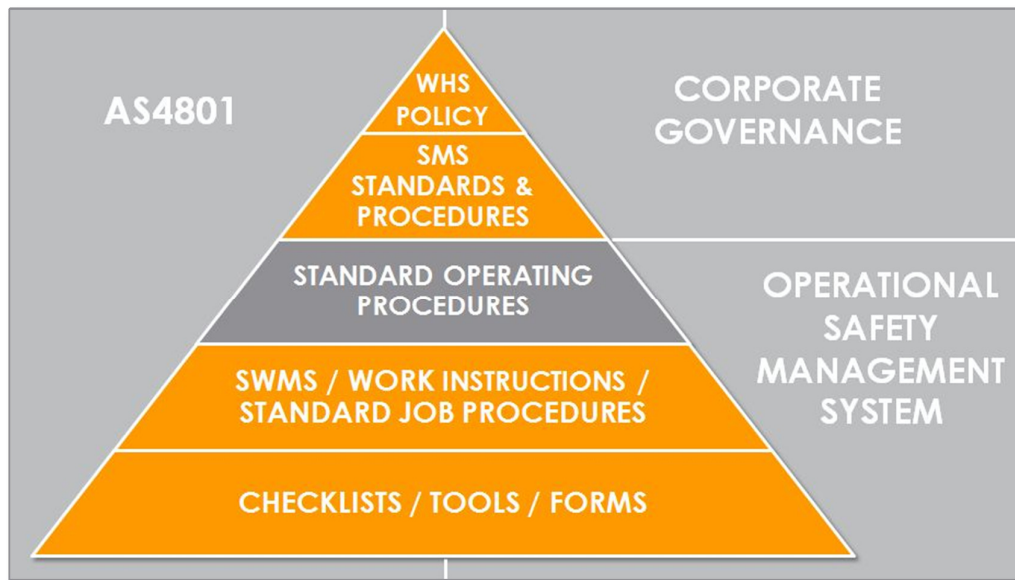 AS4801
WHS
POLICY
SMS
STANDARDS &
PROCEDURES
STANDARD OPERATING
PROCEDURES
SWMS / WORK INSTRUCTIONS /
STANDARD JOB PROCEDURES
CHECKLISTS / TOOLS / FORMS
CORPORATE
GOVERNANCE
OPERATIONAL
SAFETY
MANAGEMENT
SYSTEM